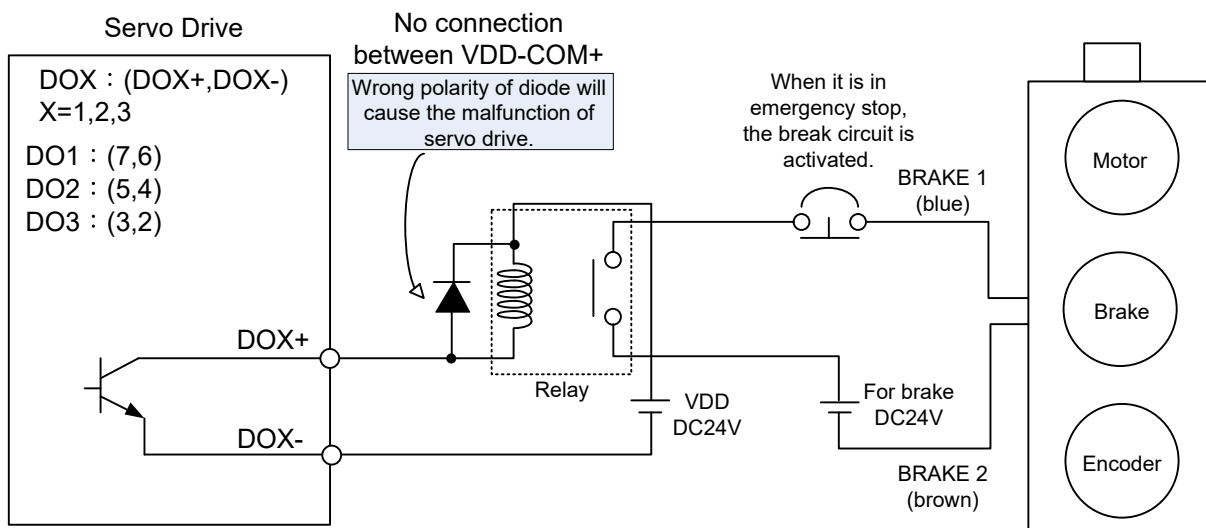 Servo Drive
DOX：(DOX+,DOX-)
X=1,2,3
DO1：(7,6)
DO2：(5,4)
DO3：(3,2)
No connection
between VDD-COM+
Wrong polarity of diode will
cause the malfunction of
servo drive.
When it is in
emergency stop,
the break circuit is
activated.
BRAKE 1
(blue)
Motor
Brake
Encoder
DOX+
DOX-
Relay
VDD
DC24V
For brake
DC24V
BRAKE 2
(brown)